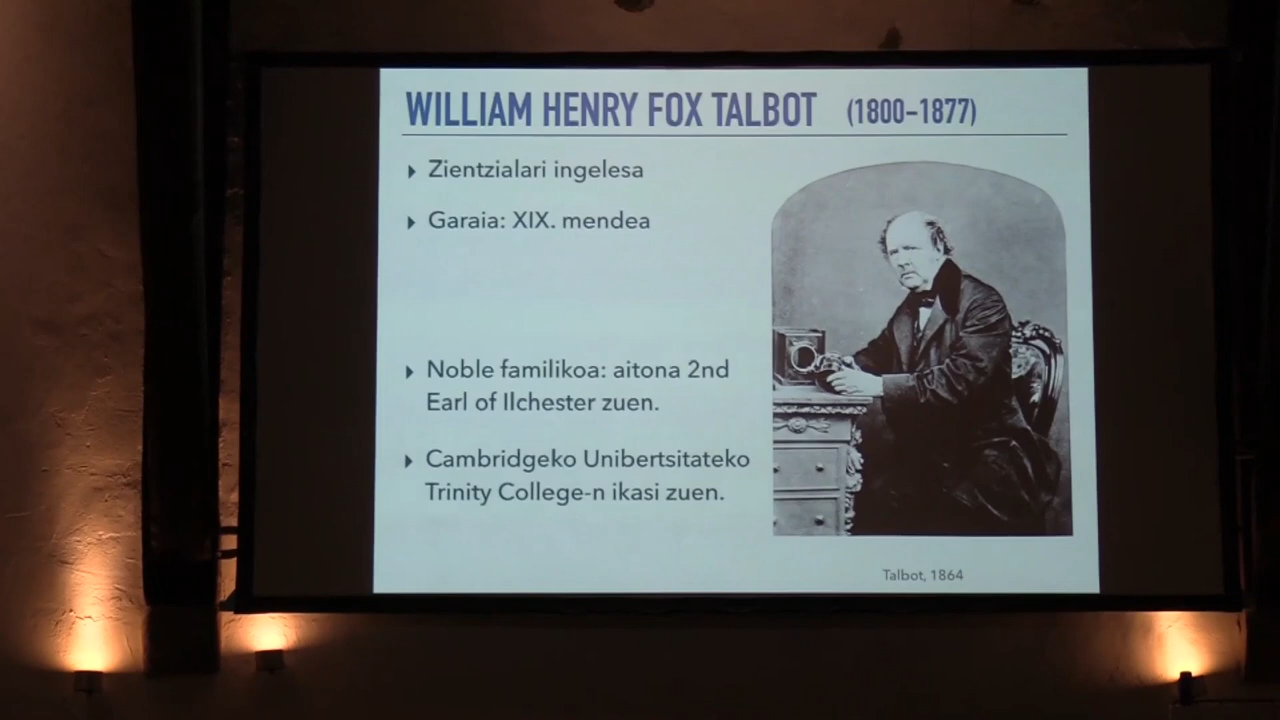 WILLIAM HENRY FOX TALBOT (1800–1877)
Zientzialari ingelesa
Garaia: XIX. mendea
Noble familikoa: aitona 2nd
Earl of Ilchester zuen.
Cambridgeko Unibertsitateko
Trinity College-n ikasi zuen.
Talbot, 1864